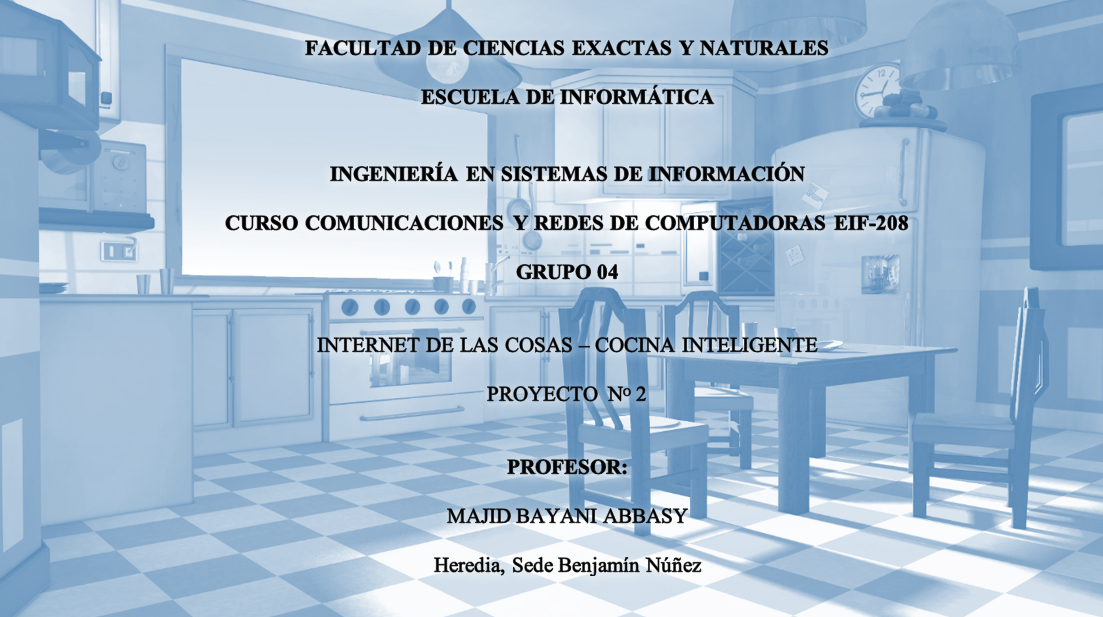 FACULTAD DE CIENCIAS EXACTAS Y NATURALES
ESCUELA DE INFORMÁTICA
INGENIERÍA EN SISTEMAS DE INFORMACIÓN
CURSO COMUNICACIONES Y REDES DE COMPUTADORAS EIF-208
GRUPO 04
INTERNET DE LAS COSAS – COCINA INTELIGENTE
PROYECTO Nº 2
PROFESOR:
MAJID BAYANI ABBASY
Heredia, Sede Benjamín Núñez